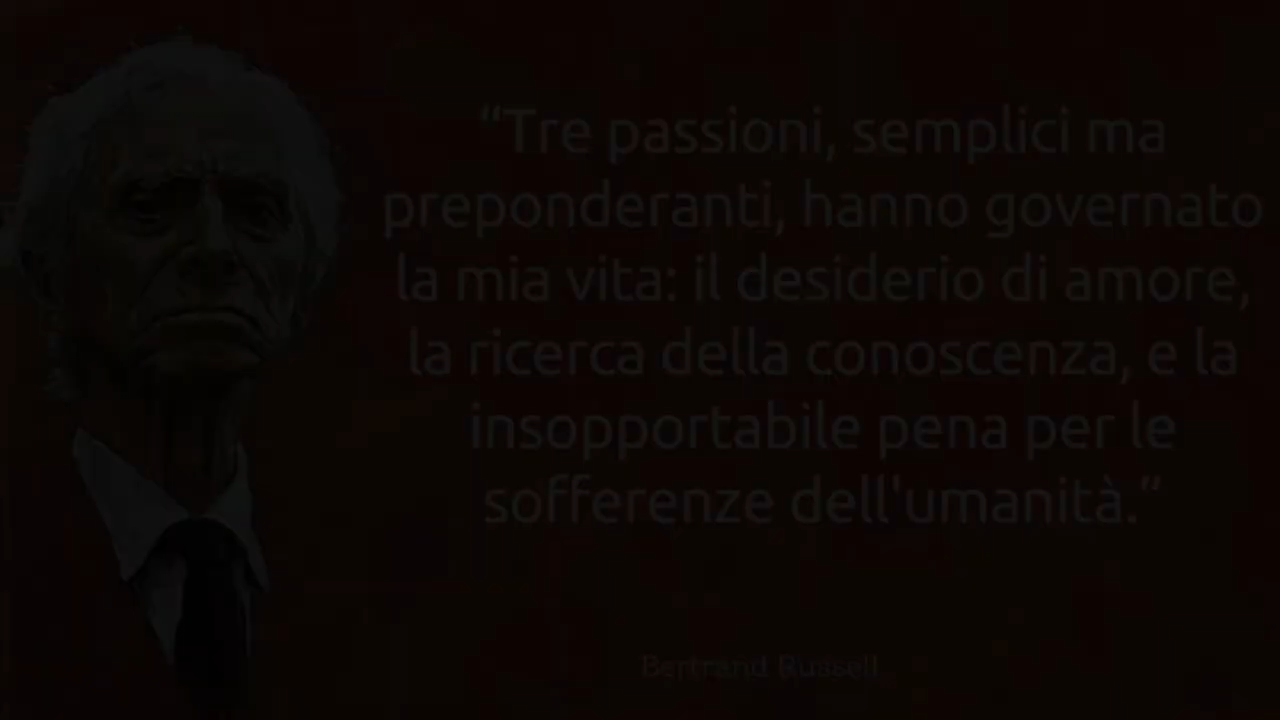 “Tre passioni, semplici ma
preponderanti, hanno governato
la mia vita: il desiderio di amore,
la ricerca della conoscenza, e la
insopportabile pena per le
sofferenze dell'umanità.”
Bertrand Russell